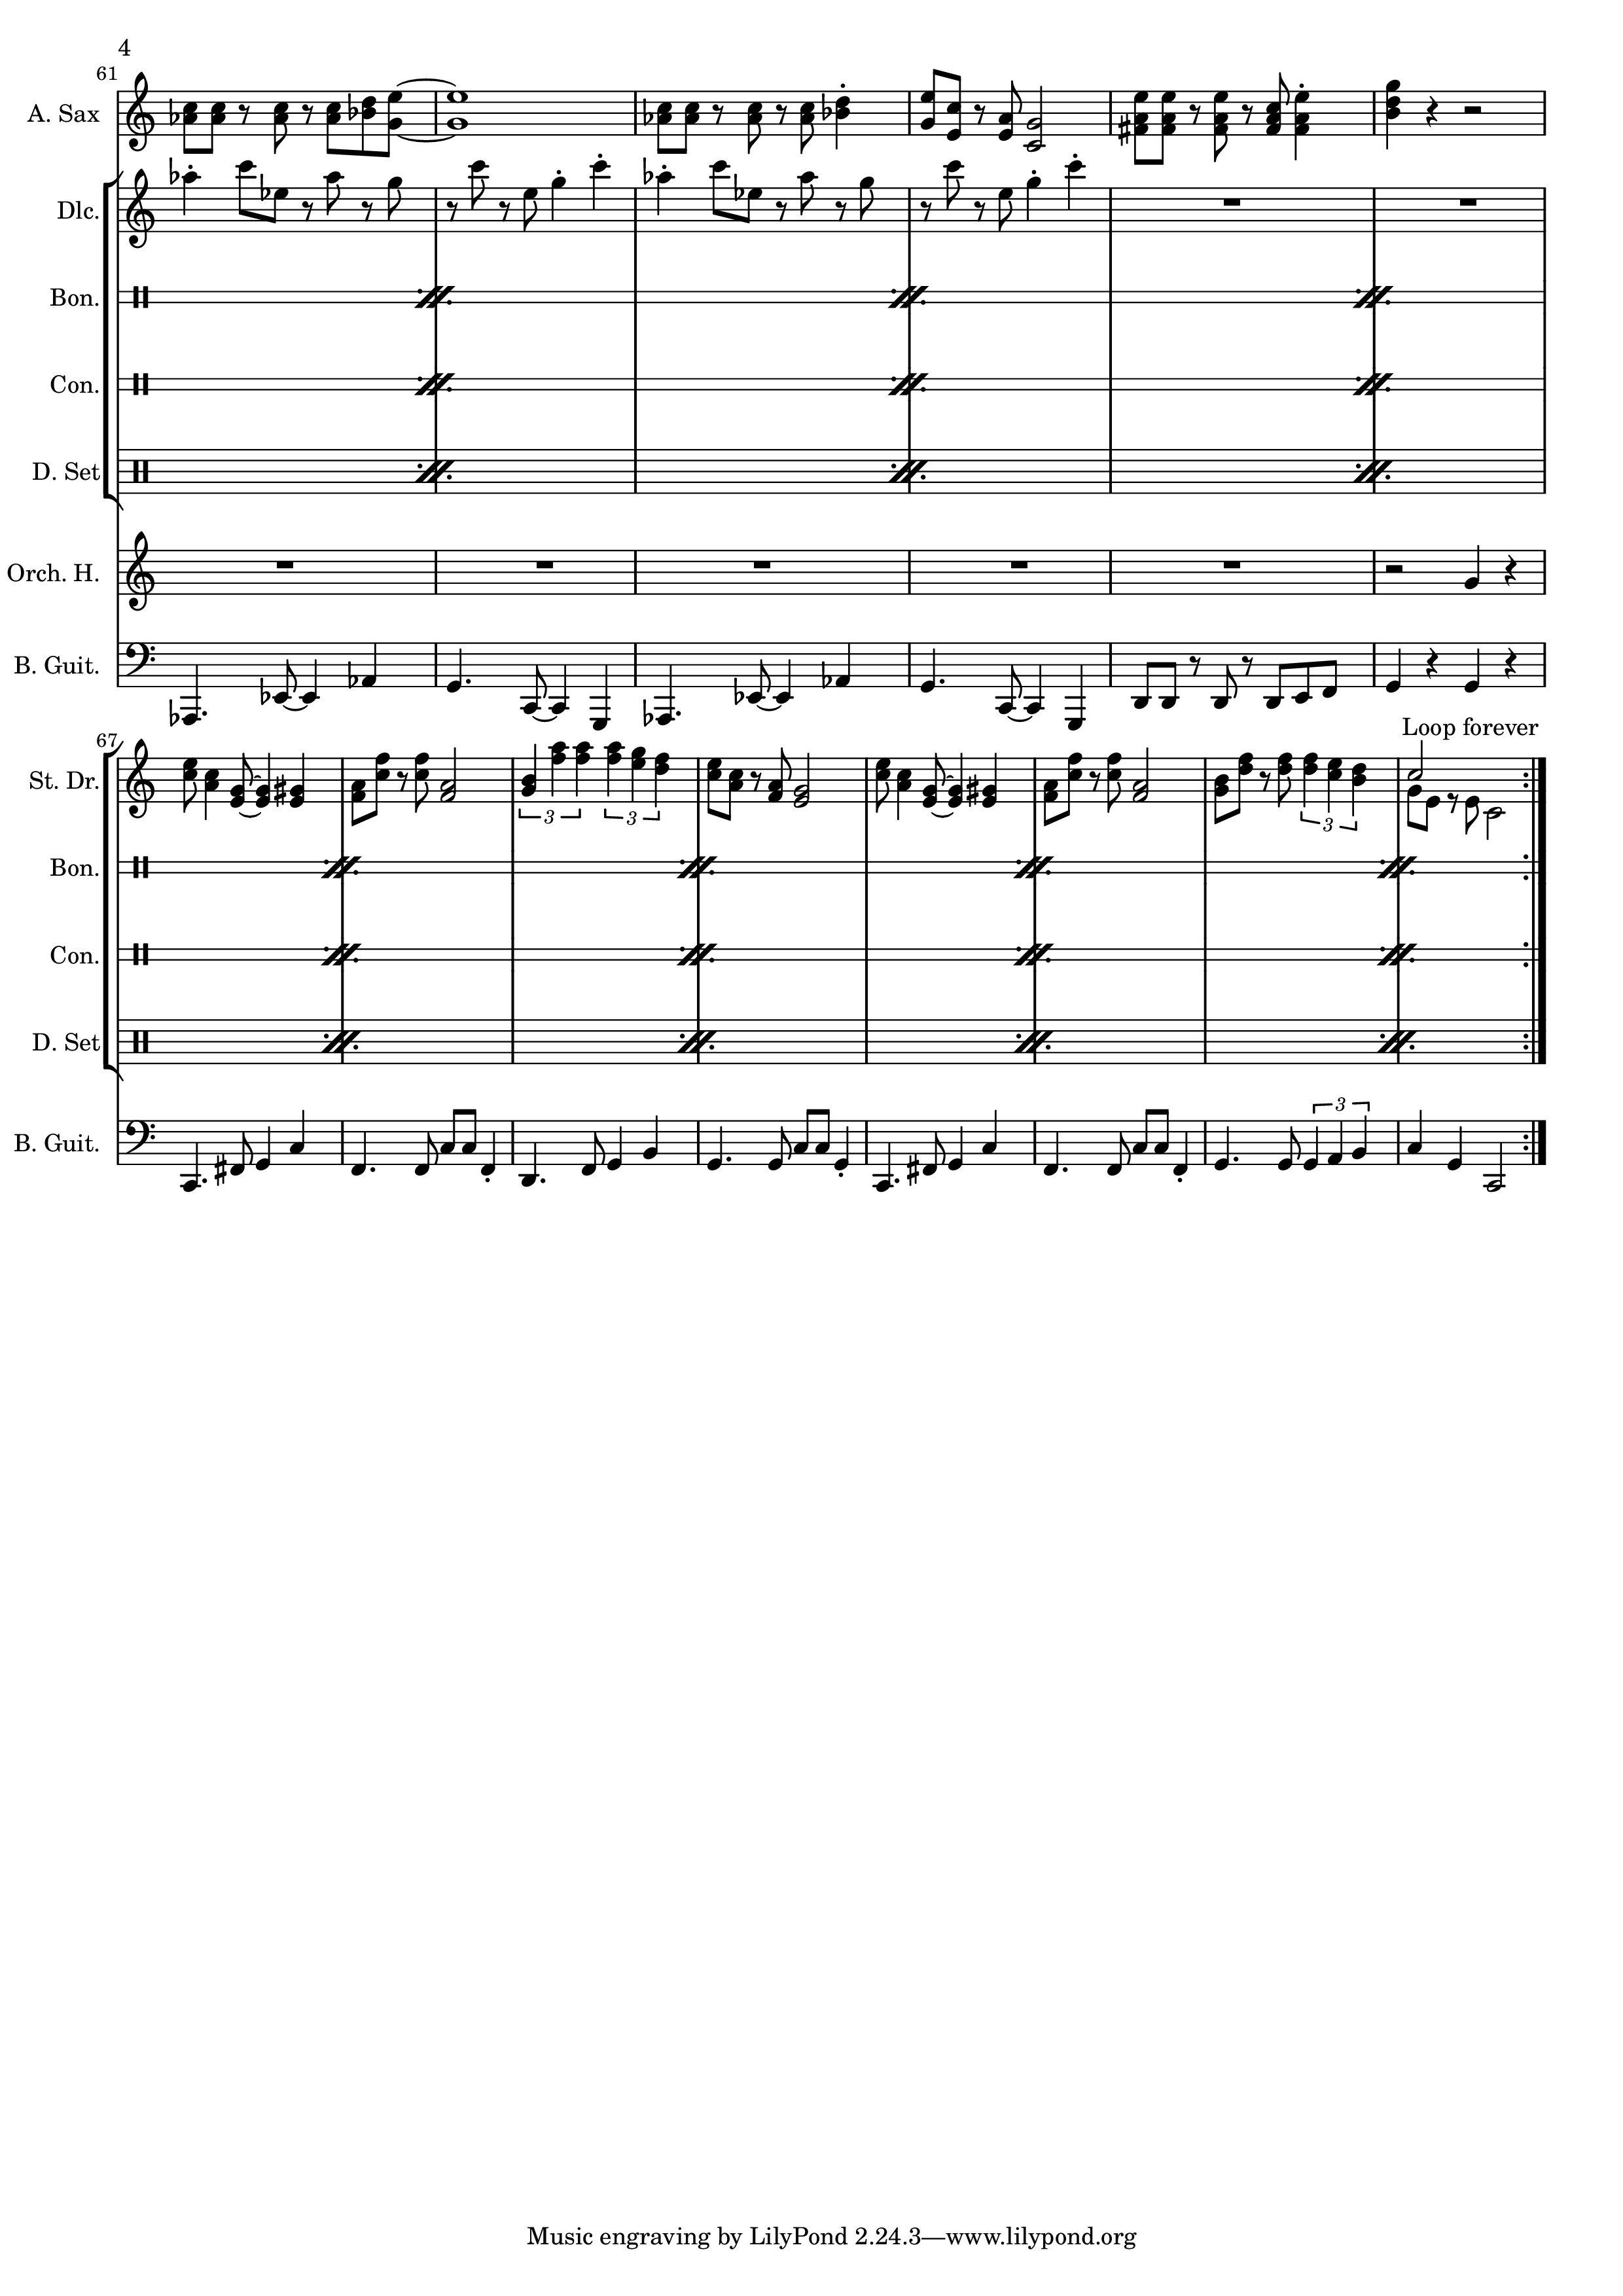 4
61
A. Sax
Dlc.
Bon.
Con.
D. Set
Orch. H.
B. Guit.
Loop forever
67
St. Dr.
3 3 3
Bon.
Con.
D. Set
3
B. Guit.
Music engraving by LilyPond 2.24.3—www.lilypond.org